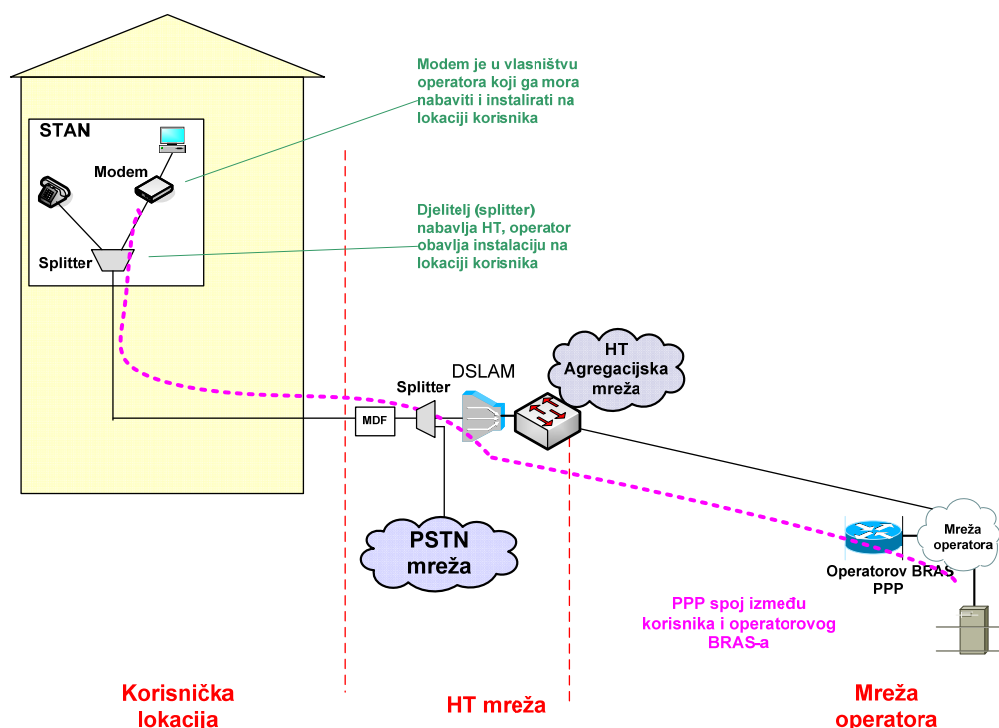 Modem je u vlasništvu
operatora koji ga mora
nabaviti i instalirati na
lokaciji korisnika
STAN
Modem
Djelitelj (splitter)
nabavlja HT, operator
obavlja instalaciju na
lokaciji korisnika
Splitter
HT
Agregacijska
mreža
DSLAM
Splitter
MDF
PSTN
mreža
Mreža
operatora
Operatorov BRAS
PPP
PPP spoj između
korisnika i operatorovog
BRAS-a
Korisnička
lokacija
HT mreža
Mreža
operatora